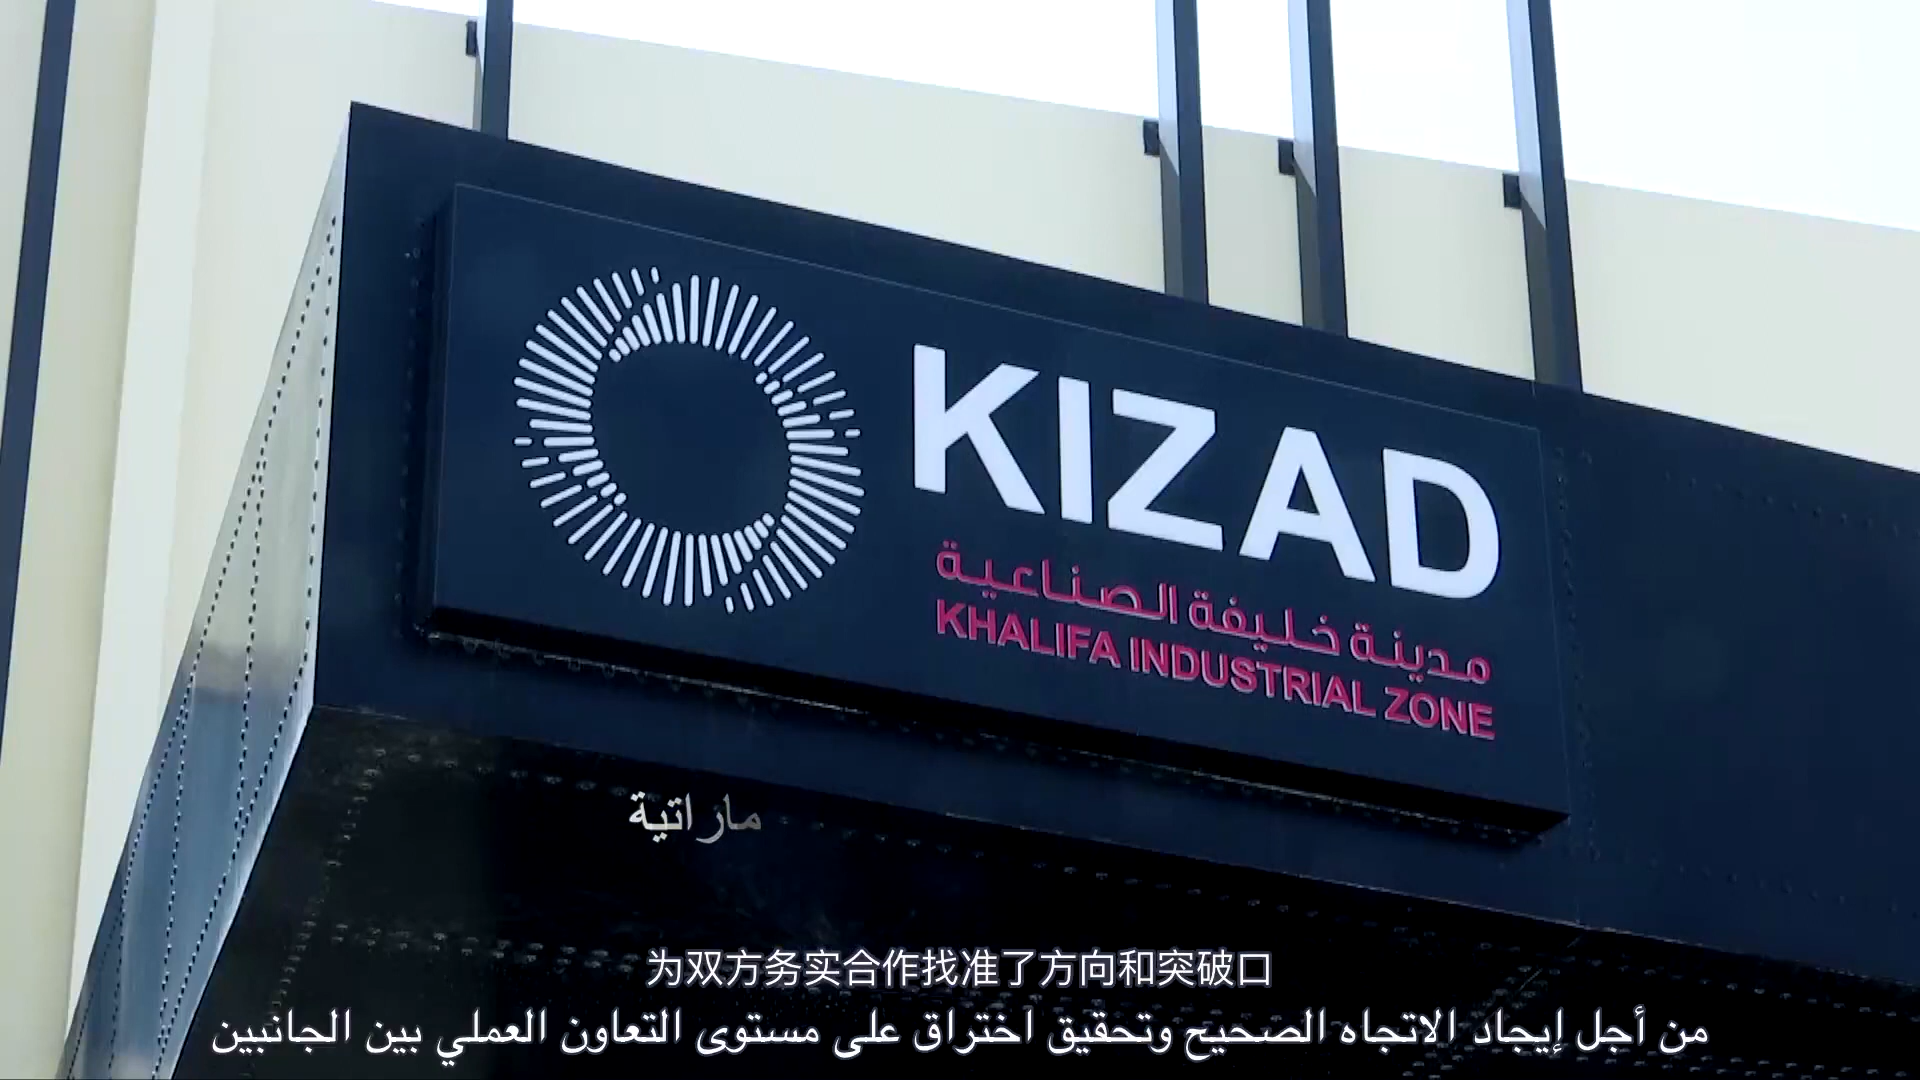 KIZAD
مدينة خليفة الصناعية
KHALIFA INDUSTRIAL ZONE
ماراتية
为双方务实合作找准了方向和突破口
من أجل إيجاد الاتجاه الصحيح وتحقيق اختراق على مستوى التعاون العملي بين الجانبين